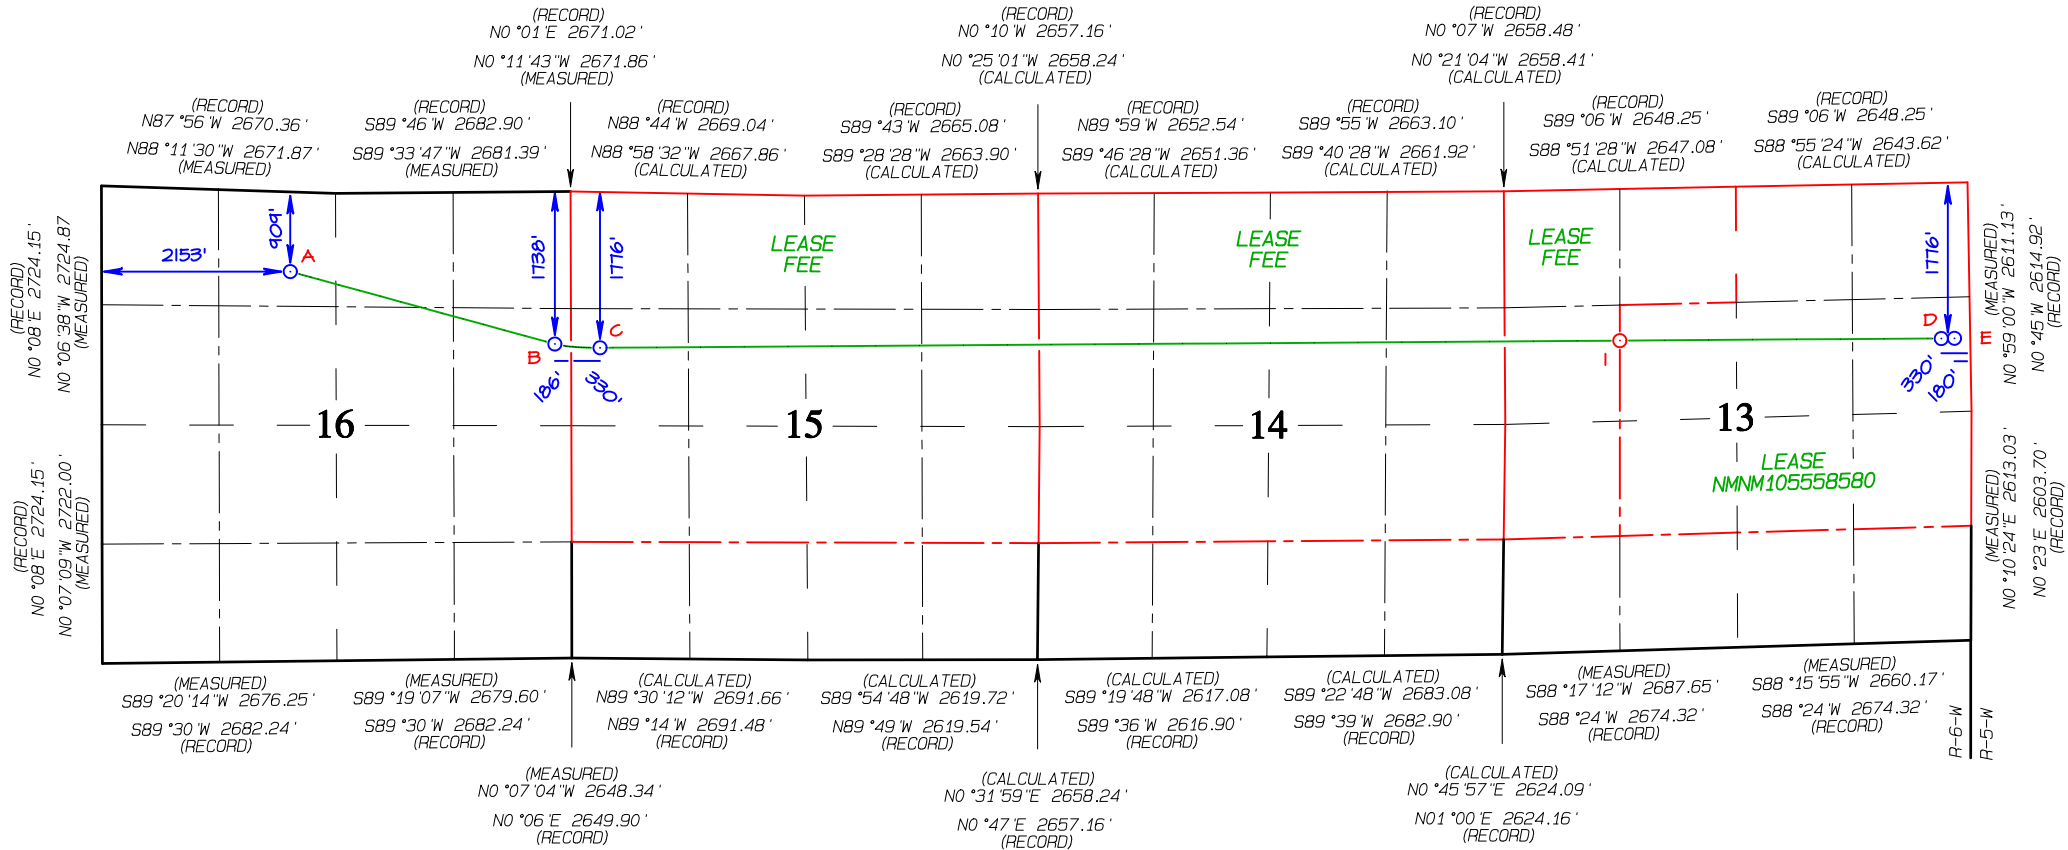 (RECORD)
N0°01'E 2671.02'
N0°11'43"W 2671.86'
(MEASURED)
(RECORD)
N0°10'W 2657.16'
N0°25'01"W 2658.24'
(CALCULATED)
(RECORD)
N0°07'W 2658.48'
N0°21'04"W 2658.41'
(CALCULATED)
(RECORD)
N87°56'W 2670.36'
N88°11'30"W 2671.87'
(MEASURED)
(RECORD)
S89°46'W 2682.90'
S89°33'47"W 2681.39'
(MEASURED)
(RECORD)
N88°44'W 2669.04'
N88°58'32"W 2667.86'
(CALCULATED)
(RECORD)
S89°43'W 2665.08'
S89°28'28"W 2663.90'
(CALCULATED)
(RECORD)
N89°59'W 2652.54'
S89°46'28"W 2651.36'
(CALCULATED)
(RECORD)
S89°55'W 2663.10'
S89°40'28"W 2661.92'
(CALCULATED)
(RECORD)
S89°06'W 2648.25'
S88°51'28"W 2647.08'
(CALCULATED)
(RECORD)
S89°06'W 2648.25'
S88°55'24"W 2643.62'
(CALCULATED)
(RECORD)
N0°08'E 2724.15'
N0°06'38"W 2724.87
(MEASURED)
2153'
909'
A
1738'
1776'
B
C
186'
330'
LEASE
FEE
LEASE
FEE
LEASE
FEE
1776'
D
E
I
330'
180'
(MEASURED)
N0°59'00"W 2611.13'
N0°45'W 2614.92'
(RECORD)
16
15
14
13
LEASE
NMNM105558580
(RECORD)
N0°08'E 2724.15'
N0°07'09"W 2722.00'
(MEASURED)
(MEASURED)
N0°10'24"E 2613.03'
N0°23'E 2603.70'
(RECORD)
(MEASURED)
S89°20'14"W 2676.25'
S89°30'W 2682.24'
(RECORD)
(MEASURED)
S89°19'07"W 2679.60'
S89°30'W 2682.24'
(RECORD)
(CALCULATED)
N89°30'12"W 2691.66'
N89°14'W 2691.48'
(RECORD)
(CALCULATED)
S89°54'48"W 2619.72'
N89°49'W 2619.54'
(RECORD)
(CALCULATED)
S89°19'48"W 2617.08'
S89°36'W 2616.90'
(RECORD)
(CALCULATED)
S89°22'48"W 2683.08'
S89°39'W 2682.90'
(RECORD)
(MEASURED)
S88°17'12"W 2687.65'
S88°24'W 2674.32'
(RECORD)
(MEASURED)
S88°15'55"W 2660.17'
S88°24'W 2674.32'
(RECORD)
R-6-W
R-5-W
(MEASURED)
N0°07'04"W 2648.34'
N0°06'E 2649.90'
(RECORD)
(CALCULATED)
N0°31'59"E 2658.24'
N0°47'E 2657.16'
(RECORD)
(CALCULATED)
N0°45'57"E 2624.09'
N01°00'E 2624.16'
(RECORD)